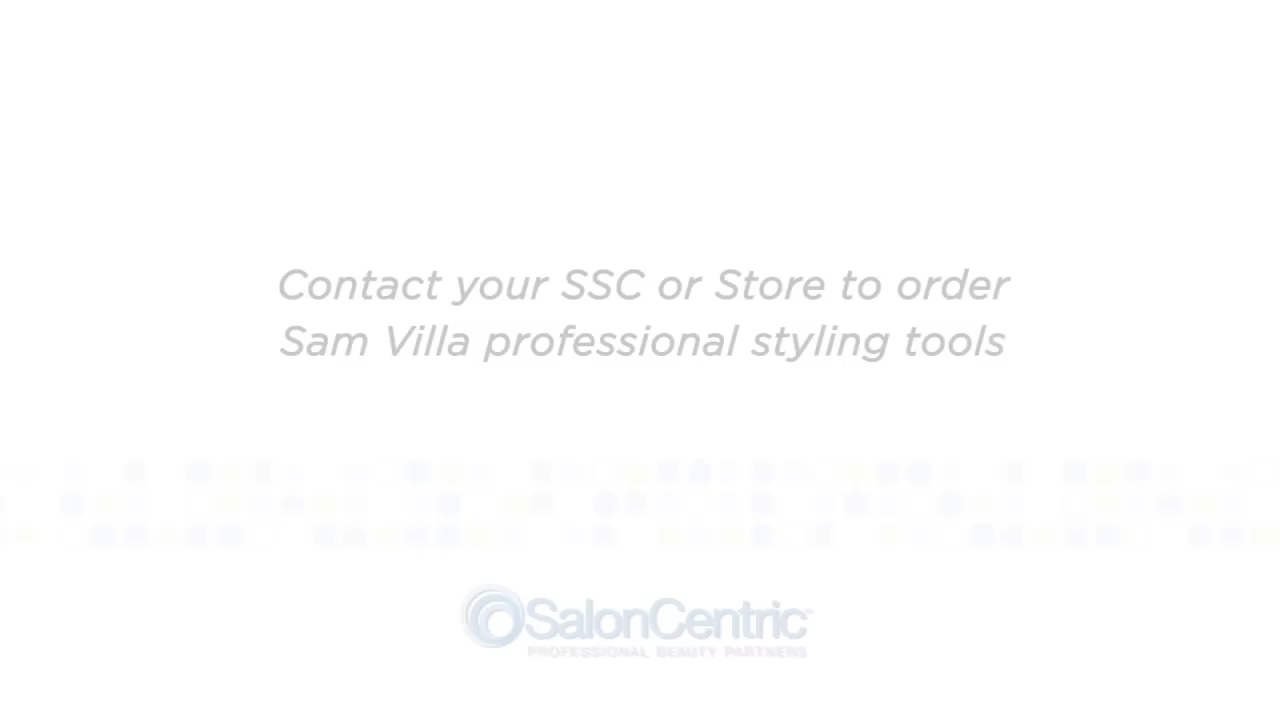 Contact your SSC or Store to order
Sam Villa professional styling tools
SalonCentric
PROFESSIONAL BEAUTY PARTNERS